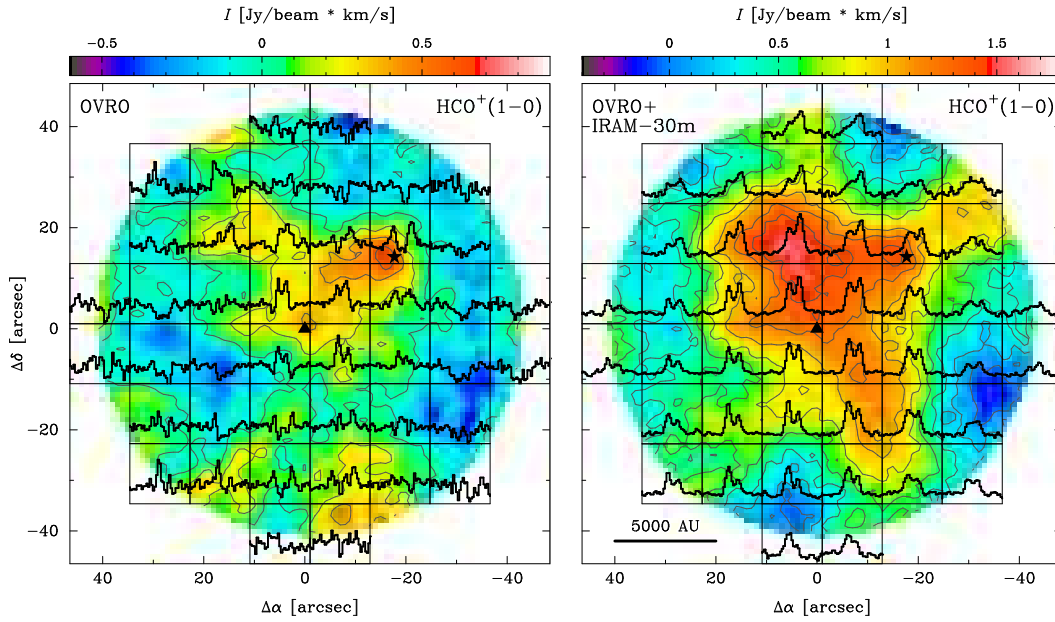 I [Jy/beam * km/s]
−0.5 0 0.5
OVRO HCO+(1−0)
40
20
0
−20
−40
Δδ [arcsec]
40 20 0 −20 −40
Δα [arcsec]
I [Jy/beam * km/s]
0 0.5 1 1.5
OVRO+
IRAM−30m
HCO+(1−0)
5000 AU
40 20 0 −20 −40
Δα [arcsec]